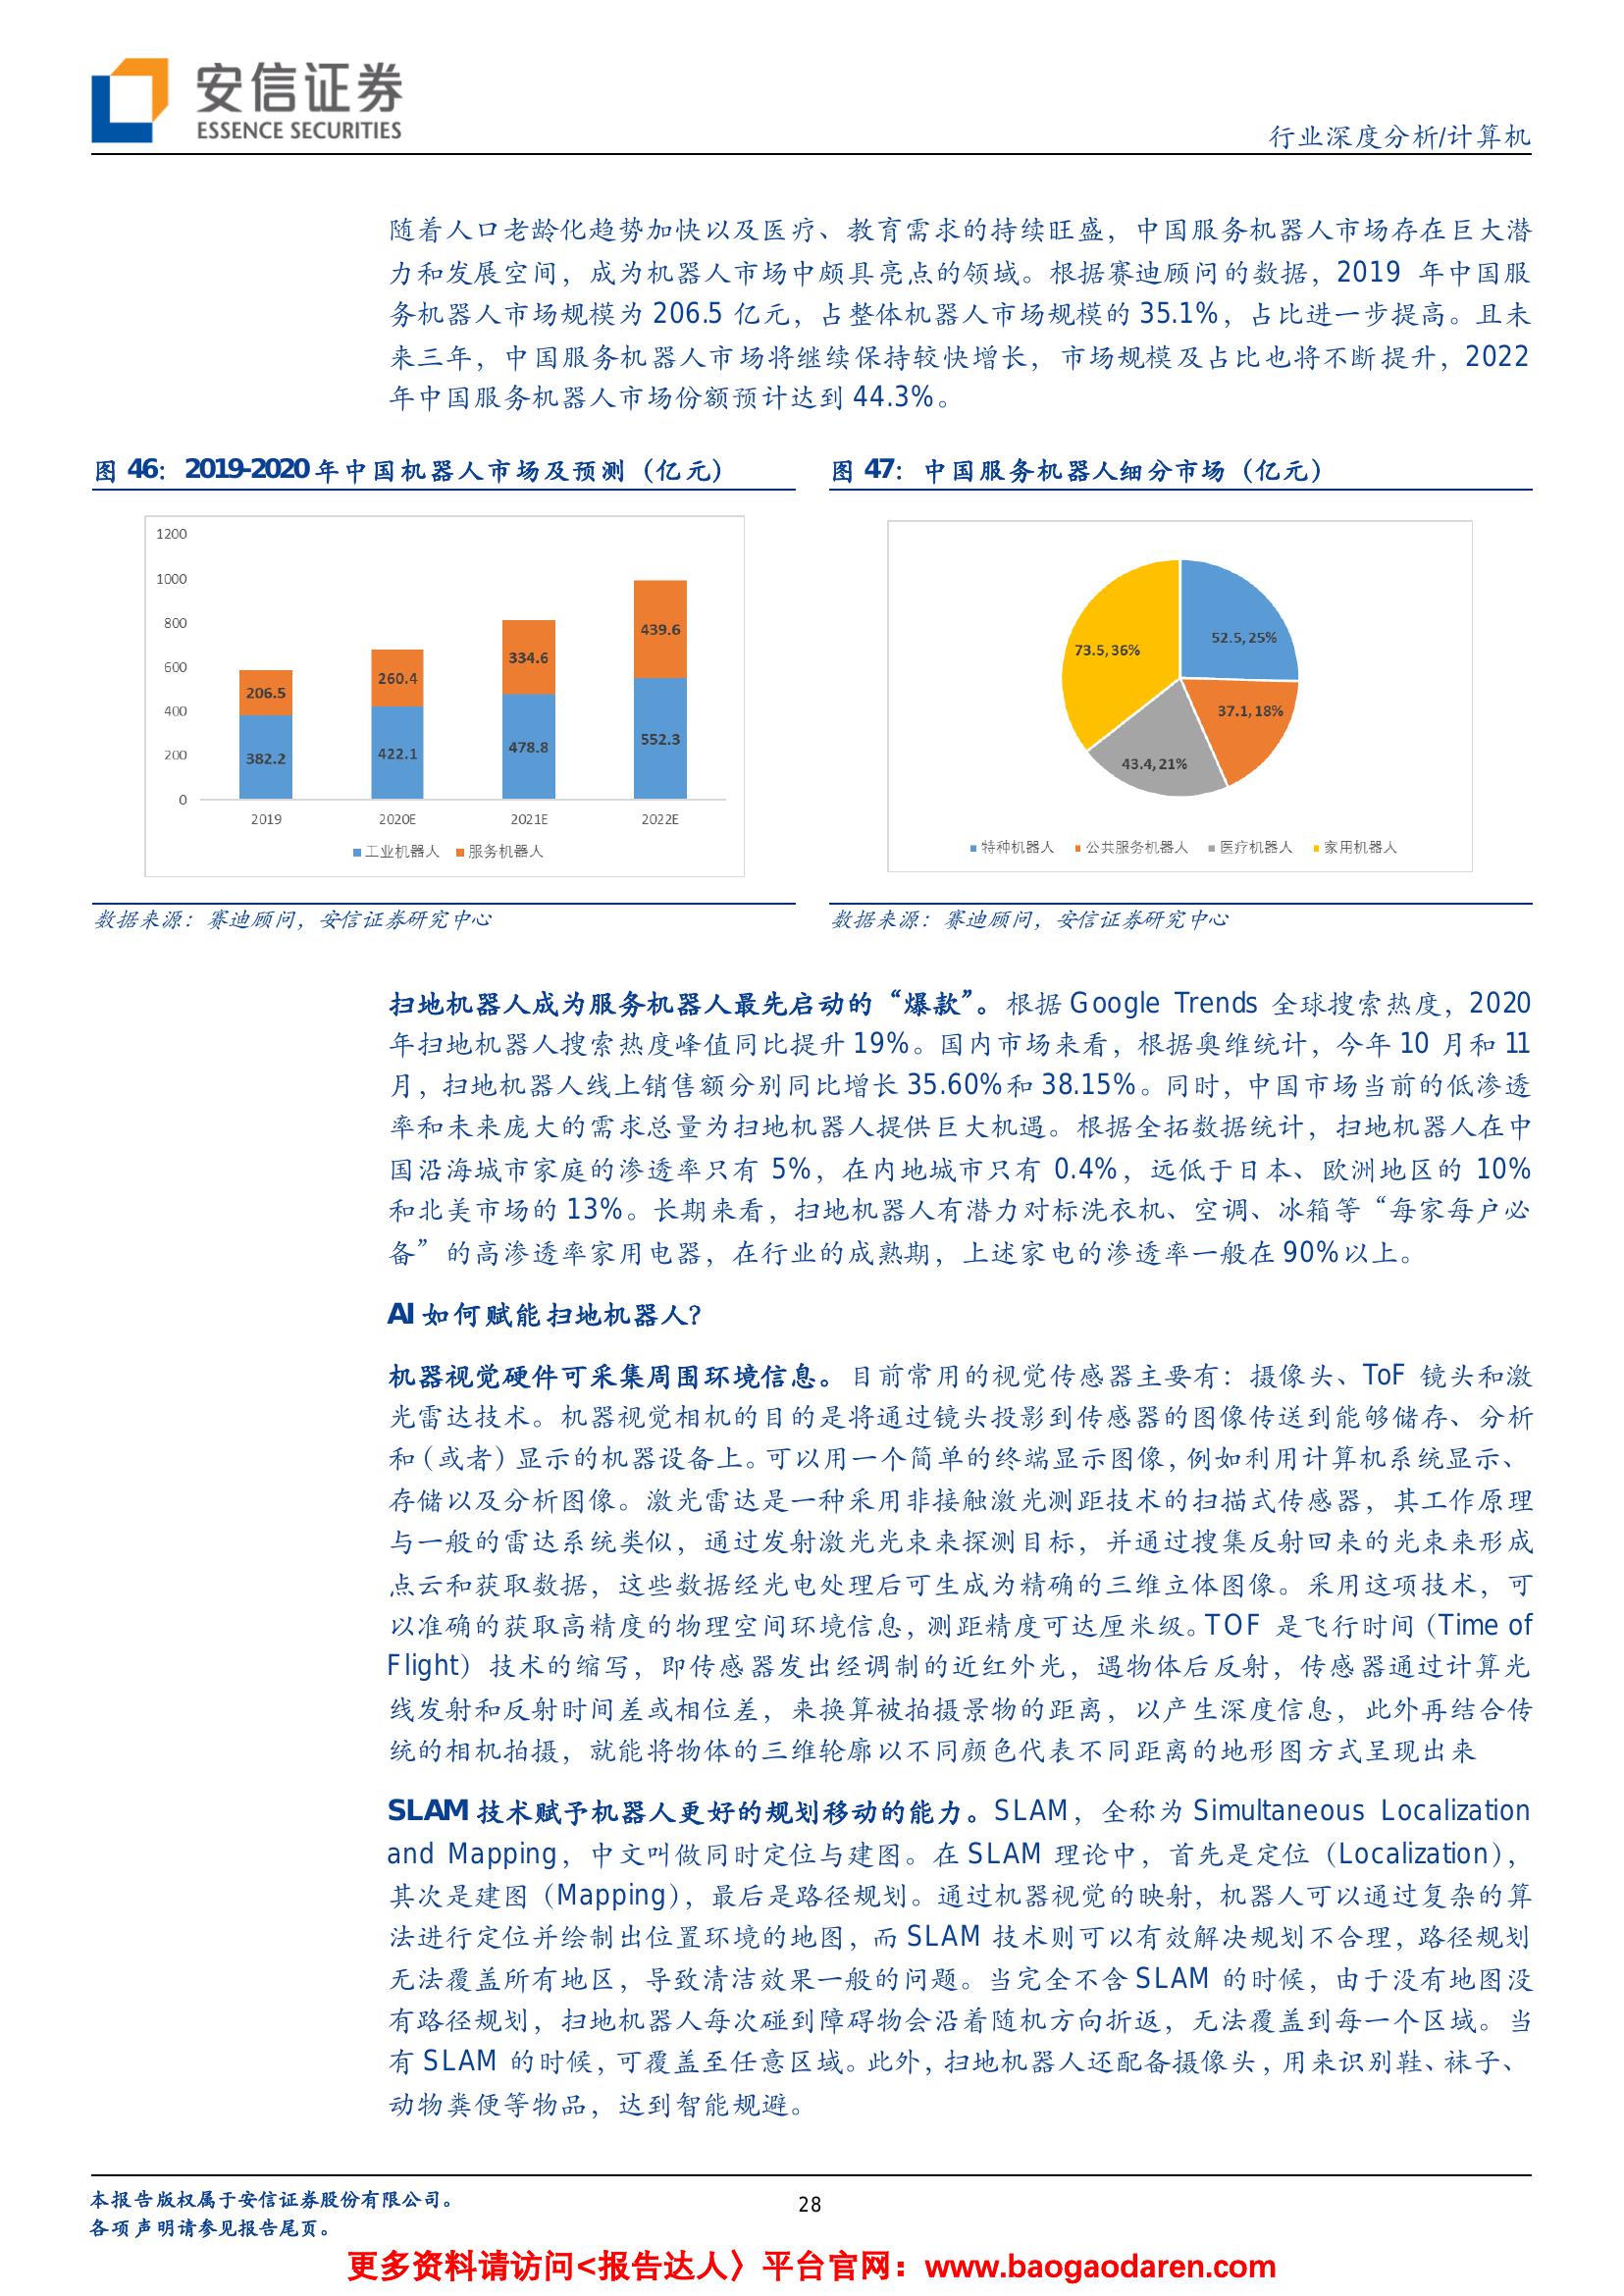 安信证券
ESSENCE SECURITIES
行业深度分析/计算机
随着人口老龄化趋势加快以及医疗、教育需求的持续旺盛，中国服务机器人市场存在巨大潜
力和发展空间，成为机器人市场中颇具亮点的领域。根据赛迪顾问的数据，2019 年中国服
务机器人市场规模为 206.5 亿元，占整体机器人市场规模的 35.1%，占比进一步提高。且未
来三年，中国服务机器人市场将继续保持较快增长，市场规模及占比也将不断提升，2022
年中国服务机器人市场份额预计达到 44.3%。
图 46：2019-2020 年中国机器人市场及预测（亿元）
1200
1000
800
600
400
200
0
206.5
260.4
334.6
439.6
382.2
422.1
478.8
552.3
2019
2020E
2021E
2022E
工业机器人 服务机器人
数据来源：赛迪顾问，安信证券研究中心
图 47：中国服务机器人细分市场（亿元）
52.5, 25%
73.5, 36%
37.1, 18%
43.4, 21%
特种机器人 公共服务机器人 医疗机器人 家用机器人
数据来源：赛迪顾问，安信证券研究中心
扫地机器人成为服务机器人最先启动的“爆款”。根据 Google Trends 全球搜索热度，2020
年扫地机器人搜索热度峰值同比提升 19%。国内市场来看，根据奥维统计，今年 10 月和 11
月，扫地机器人线上销售额分别同比增长 35.60%和 38.15%。同时，中国市场当前的低渗透
率和未来庞大的需求总量为扫地机器人提供巨大机遇。根据全拓数据统计，扫地机器人在中
国沿海城市家庭的渗透率只有 5%，在内地城市只有 0.4%，远低于日本、欧洲地区的 10%
和北美市场的 13%。长期来看，扫地机器人有潜力对标洗衣机、空调、冰箱等“每家每户必
备”的高渗透率家用电器，在行业的成熟期，上述家电的渗透率一般在 90%以上。
AI 如何赋能扫地机器人？
机器视觉硬件可采集周围环境信息。目前常用的视觉传感器主要有：摄像头、ToF 镜头和激
光雷达技术。机器视觉相机的目的是将通过镜头投影到传感器的图像传送到能够储存、分析
和（或者）显示的机器设备上。可以用一个简单的终端显示图像，例如利用计算机系统显示、
存储以及分析图像。激光雷达是一种采用非接触激光测距技术的扫描式传感器，其工作原理
与一般的雷达系统类似，通过发射激光光束来探测目标，并通过搜集反射回来的光束来形成
点云和获取数据，这些数据经光电处理后可生成为精确的三维立体图像。采用这项技术，可
以准确的获取高精度的物理空间环境信息，测距精度可达厘米级。TOF 是飞行时间（Time of
Flight）技术的缩写，即传感器发出经调制的近红外光，遇物体后反射，传感器通过计算光
线发射和反射时间差或相位差，来换算被拍摄景物的距离，以产生深度信息，此外再结合传
统的相机拍摄，就能将物体的三维轮廓以不同颜色代表不同距离的地形图方式呈现出来
SLAM 技术赋予机器人更好的规划移动的能力。SLAM，全称为 Simultaneous Localization
and Mapping，中文叫做同时定位与建图。在 SLAM 理论中，首先是定位（Localization），
其次是建图（Mapping），最后是路径规划。通过机器视觉的映射，机器人可以通过复杂的算
法进行定位并绘制出位置环境的地图，而 SLAM 技术则可以有效解决规划不合理，路径规划
无法覆盖所有地区，导致清洁效果一般的问题。当完全不含 SLAM 的时候，由于没有地图没
有路径规划，扫地机器人每次碰到障碍物会沿着随机方向折返，无法覆盖到每一个区域。当
有 SLAM 的时候，可覆盖至任意区域。此外，扫地机器人还配备摄像头，用来识别鞋、袜子、
动物粪便等物品，达到智能规避。
本报告版权属于安信证券股份有限公司。
各项声明请参见报告尾页。
28
更多资料请访问<报告达人〉平台官网：www.baogaodaren.com